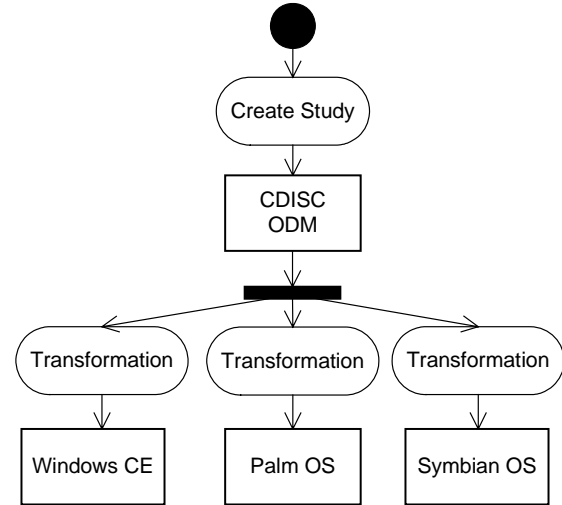 Create Study
CDISC
ODM
Transformation
Transformation
Transformation
Windows CE
Palm OS
Symbian OS